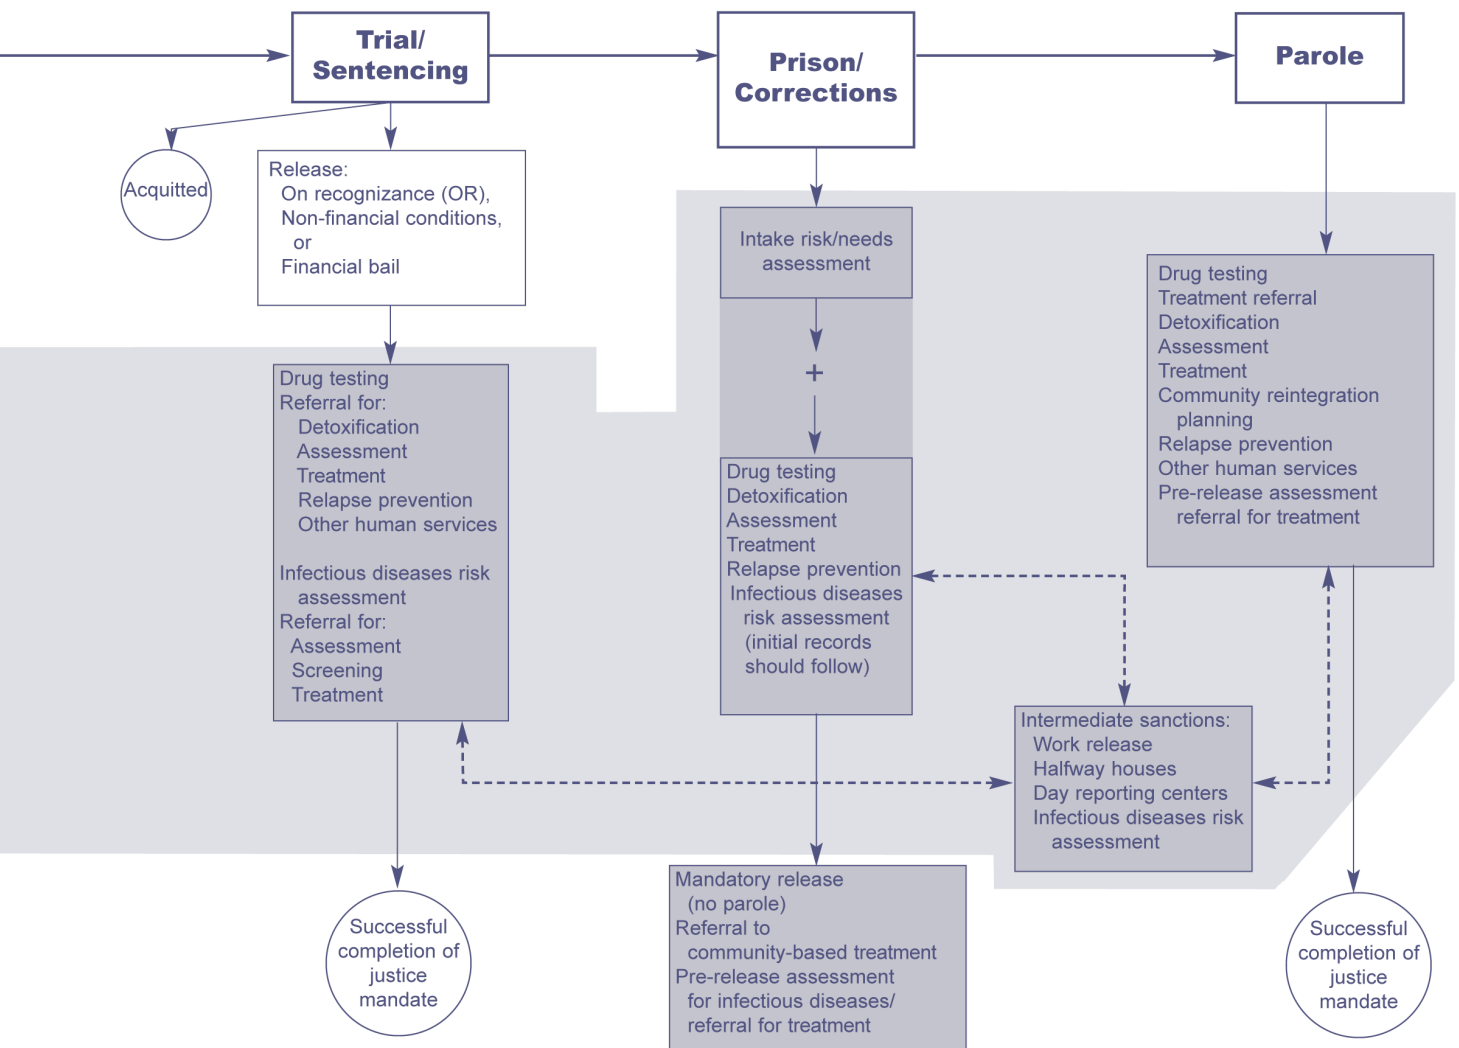 Trial/
Sentencing
Prison/
Corrections
Parole
Acquitted
Release:
On recognizance (OR),
Non-financial conditions,
or
Financial bail
Drug testing
Referral for:
Detoxification
Assessment
Treatment
Relapse prevention
Other human services
Infectious diseases risk
assessment
Referral for:
Assessment
Screening
Treatment
Successful
completion of
justice
mandate
Intake risk/needs
assessment
+
Drug testing
Detoxification
Assessment
Treatment
Relapse prevention
Infectious diseases
risk assessment
(initial records
should follow)
Mandatory release
(no parole)
Referral to
community-based treatment
Pre-release assessment
for infectious diseases/
referral for treatment
Intermediate sanctions:
Work release
Halfway houses
Day reporting centers
Infectious diseases risk
assessment
Drug testing
Treatment referral
Detoxification
Assessment
Treatment
Community reintegration
planning
Relapse prevention
Other human services
Pre-release assessment
referral for treatment
Successful
completion of
justice
mandate